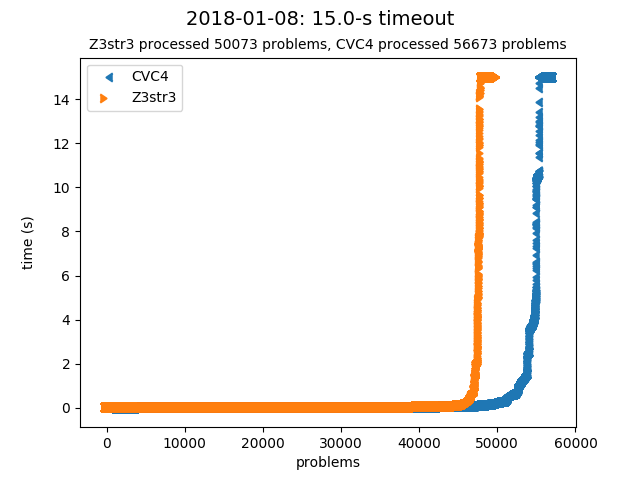 2018-01-08: 15.0-s timeout
Z3str3 processed 50073 problems, CVC4 processed 56673 problems
CVC4
Z3str3
14
12
10
8
6
4
2
0
time (s)
0 10000 20000 30000 40000 50000 60000
problems